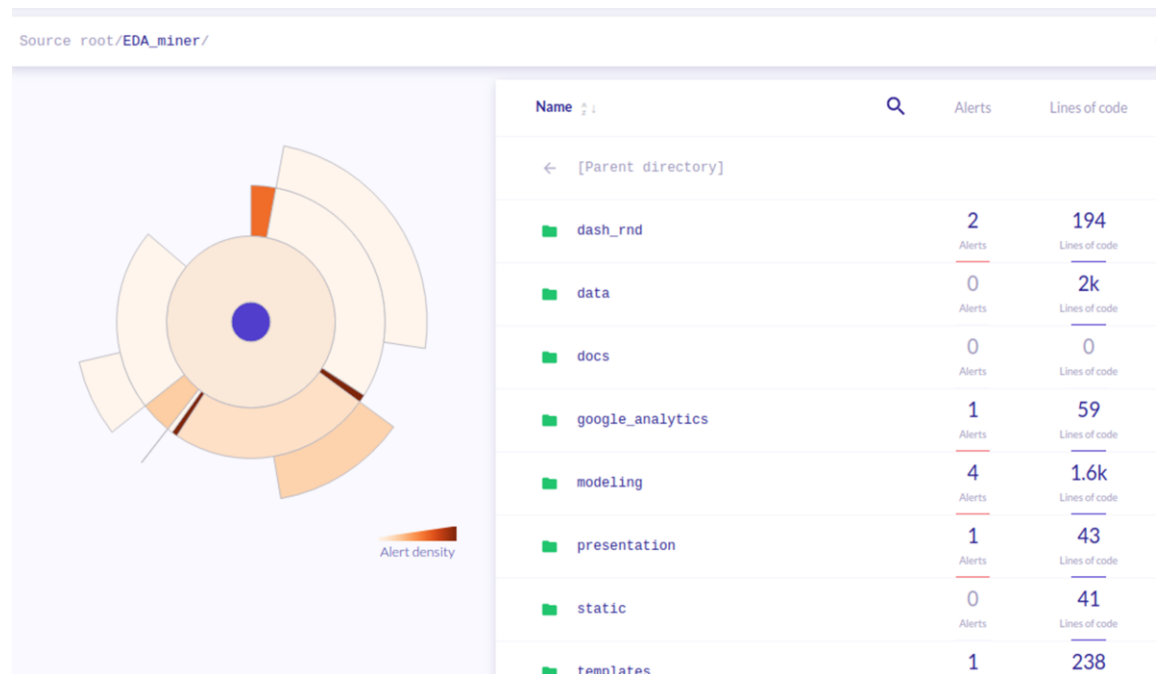 Source root/EDA_miner/
Name Alerts Lines of code
[Parent directory]
dash_rnd 2 Alerts 194 Lines of code
data 0 Alerts 2k Lines of code
docs 0 Alerts 0 Lines of code
google_analytics 1 Alerts 59 Lines of code
modeling 4 Alerts 1.6k Lines of code
presentation 1 Alerts 43 Lines of code
static 0 Alerts 41 Lines of code
templates 1 238
Alert density